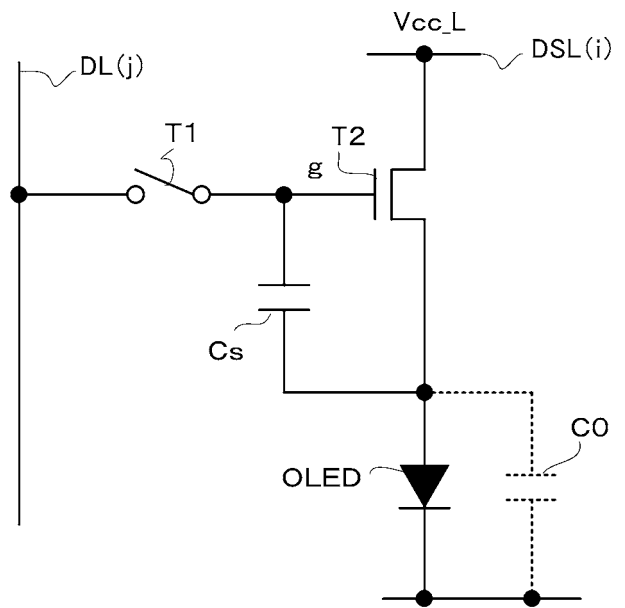 Vcc_L
DL(j)
DSL(i)
T1
T2
g
Cs
C0
OLED